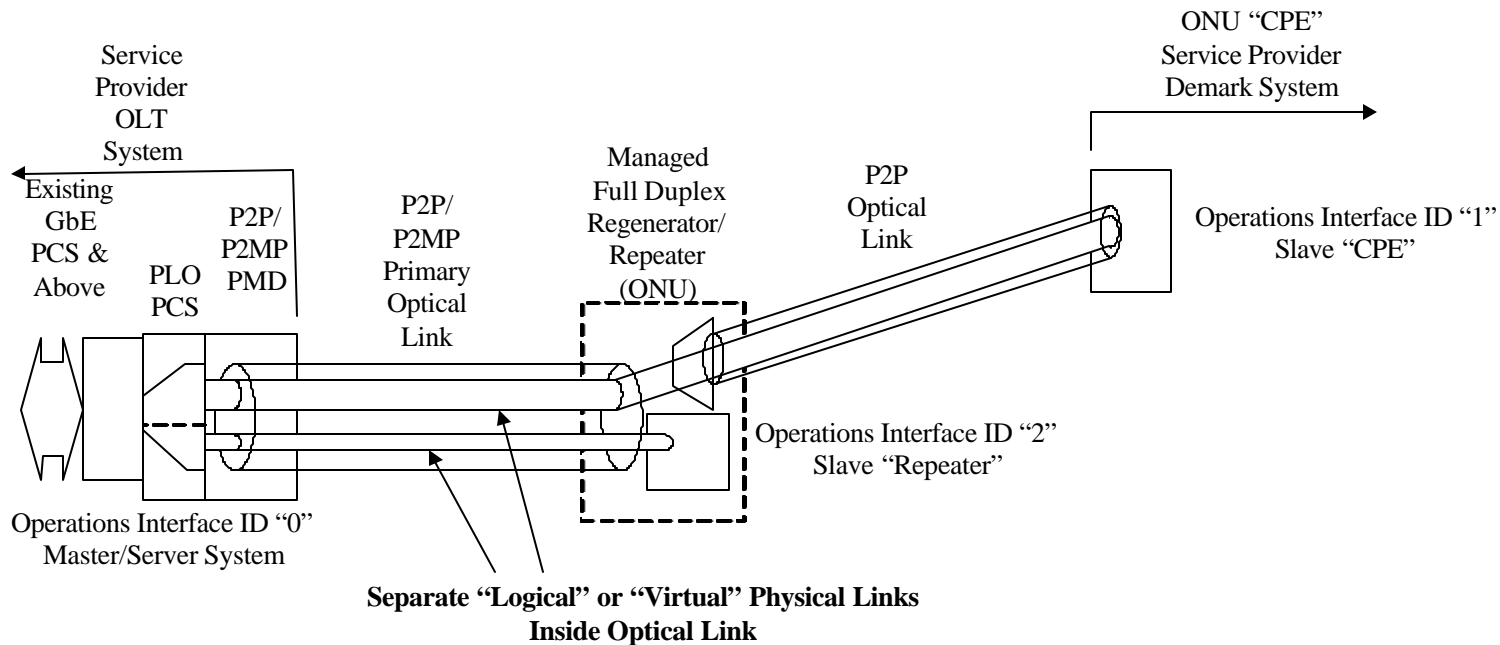 ONU “CPE”
Service Provider
Demark System
Service
Provider
OLT
System
Existing
GbE
PCS &
Above
PLO
PCS
P2P/
P2MP
PMD
P2P/
P2MP
Primary
Optical
Link
Managed
Full Duplex
Regenerator/
Repeater
(ONU)
P2P
Optical
Link
Operations Interface ID “1”
Slave “CPE”
Operations Interface ID “2”
Slave “Repeater”
Operations Interface ID “0”
Master/Server System
Separate “Logical” or “Virtual” Physical Links
Inside Optical Link